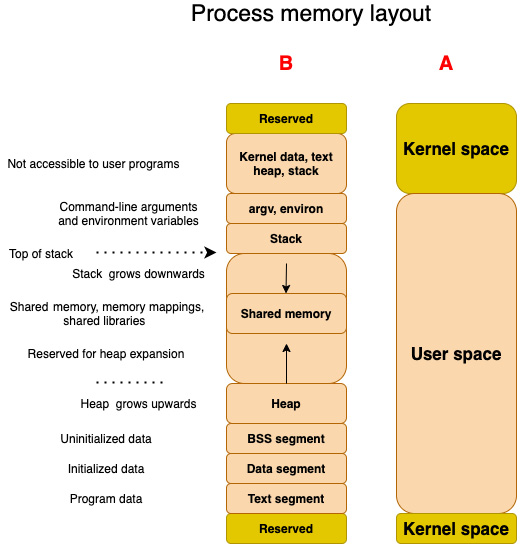 Process memory layout
B
A
Reserved
Kernel space
Not accessible to user programs
Kernel data, text
heap, stack
Command-line arguments
and environment variables
argv, environ
Stack
Top of stack
Stack grows downwards
Shared memory, memory mappings,
shared libraries
Shared memory
User space
Reserved for heap expansion
Heap grows upwards
Heap
Uninitialized data
BSS segment
Initialized data
Data segment
Program data
Text segment
Reserved
Kernel space